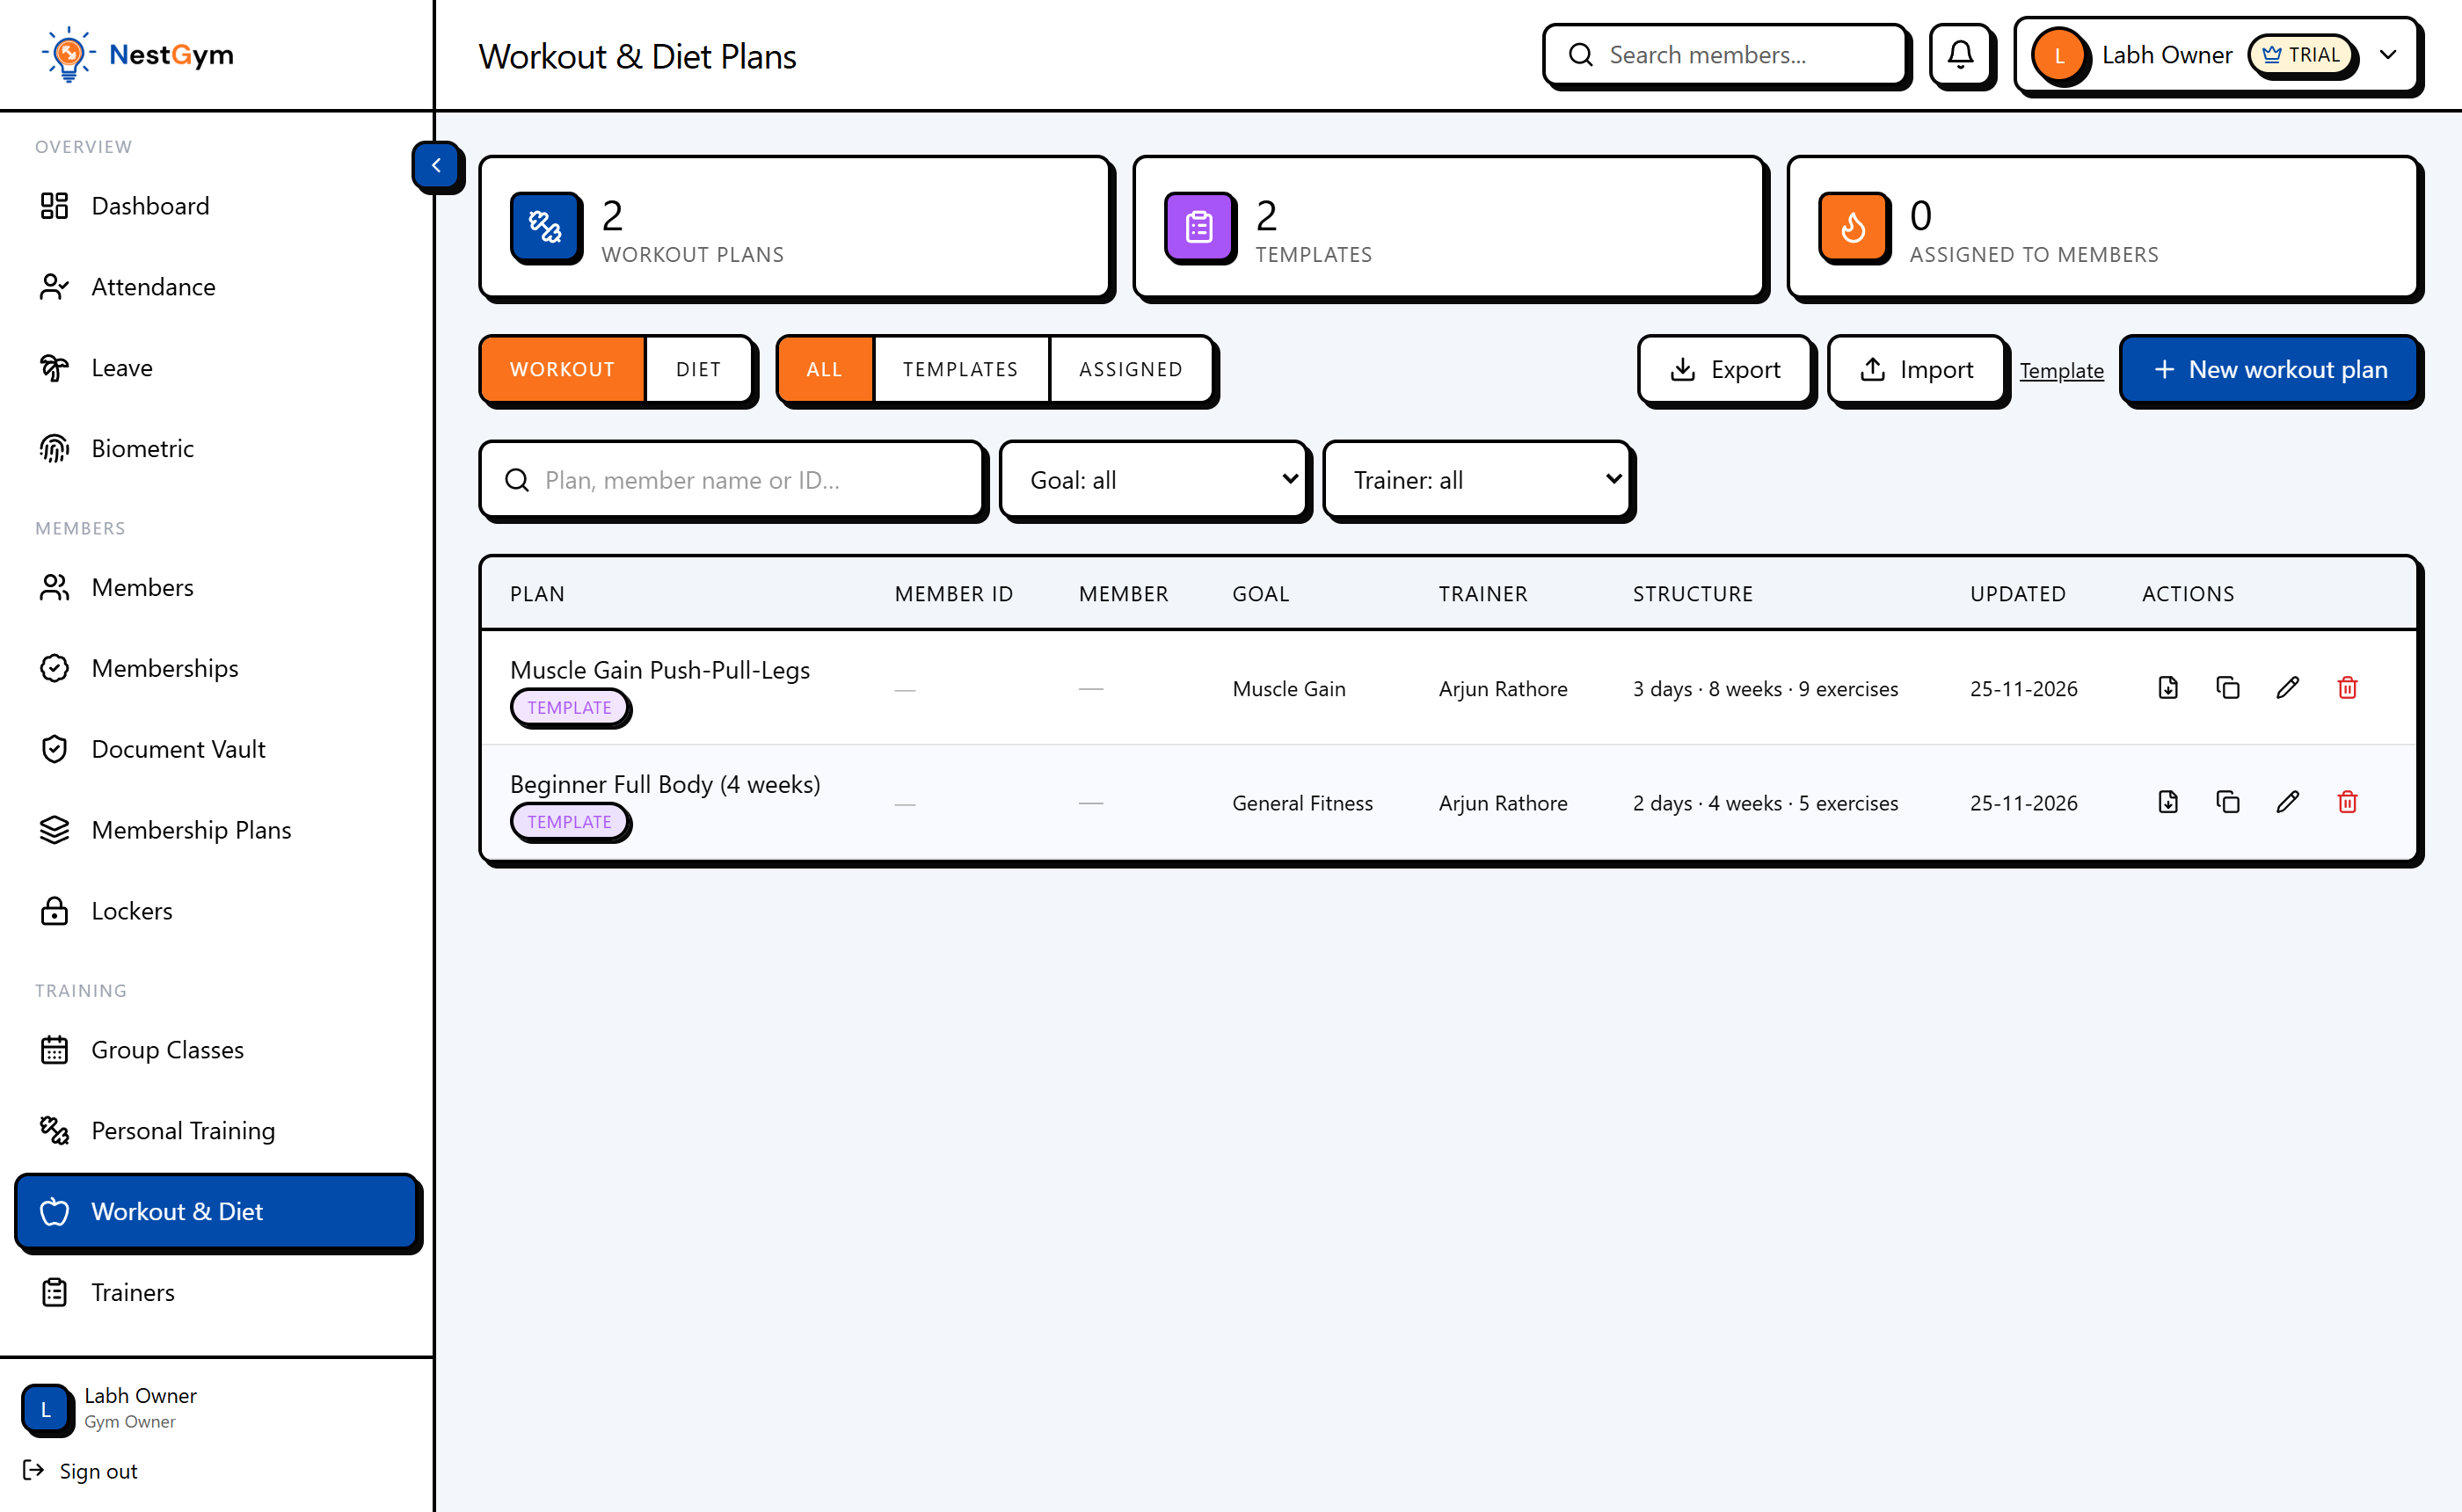 NestGym
Workout & Diet Plans
Search members...
L
Labh Owner
TRIAL
OVERVIEW
Dashboard
Attendance
Leave
Biometric
MEMBERS
Members
Memberships
Document Vault
Membership Plans
Lockers
TRAINING
Group Classes
Personal Training
Workout & Diet
Trainers
L
Labh Owner
Gym Owner
Sign out
2
WORKOUT PLANS
2
TEMPLATES
0
ASSIGNED TO MEMBERS
WORKOUT
DIET
ALL
TEMPLATES
ASSIGNED
Export
Import
Template
New workout plan
Plan, member name or ID...
Goal: all
Trainer: all
PLAN MEMBER ID MEMBER GOAL TRAINER STRUCTURE UPDATED ACTIONS
Muscle Gain Push-Pull-Legs
TEMPLATE
— — Muscle Gain Arjun Rathore 3 days · 8 weeks · 9 exercises 25-11-2026
Beginner Full Body (4 weeks)
TEMPLATE
— — General Fitness Arjun Rathore 2 days · 4 weeks · 5 exercises 25-11-2026